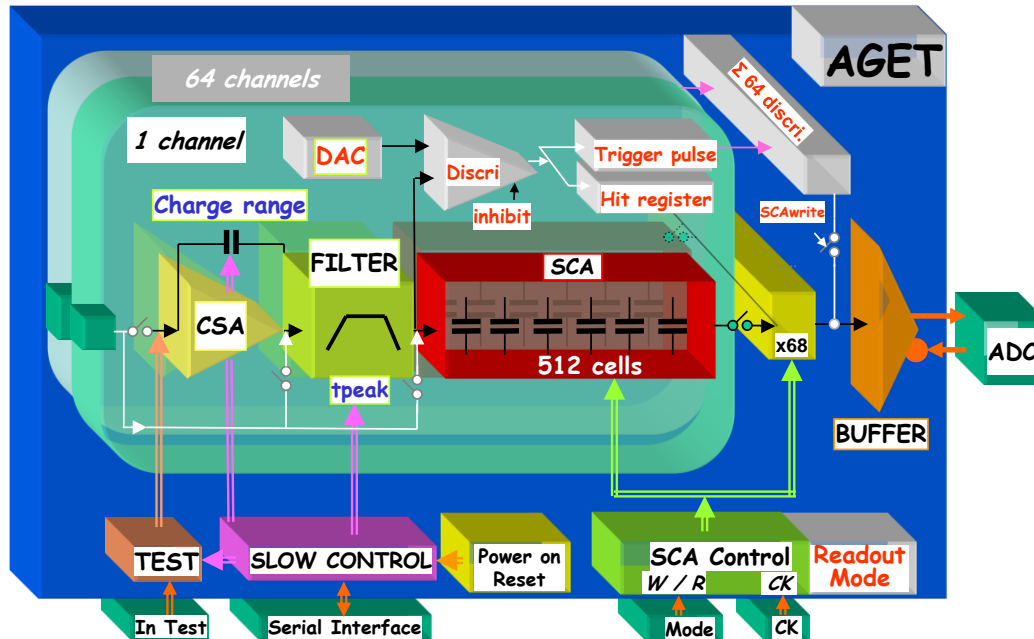 AGET
64 channels
Σ 64 discri.
1 channel
DAC
Discri
Trigger pulse
Hit register
inhibit
SCAwrite
Charge range
FILTER
SCA
CSA
x68
ADC
512 cells
tpeak
BUFFER
TEST
SLOW CONTROL
Power on
Reset
SCA Control
W / R
CK
Readout
Mode
In Test
Serial Interface
Mode
CK